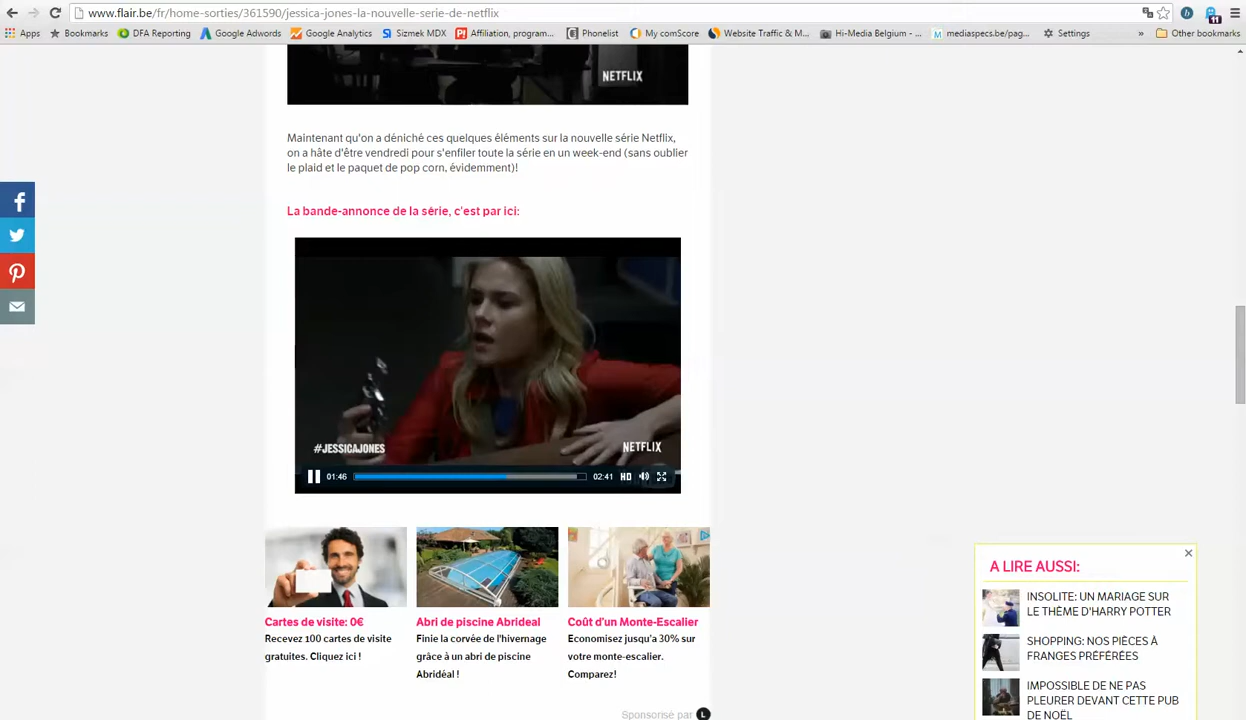 www.flair.be/fr/home-sorties/361590/jessica-jones-la-nouvelle-serie-de-netflix
11
Apps Bookmarks DFA Reporting Google Adwords Google Analytics Sizmek MDX Affiliation, program... Phonelist My comScore Website Traffic & M... Hi-Media Belgium - ... mediaspecs.be/pag... Settings » Other bookmarks
NETFLIX
Maintenant qu'on a déniché ces quelques éléments sur la nouvelle série Netflix,
on a hâte d'être vendredi pour s'enfiler toute la série en un week-end (sans oublier
le plaid et le paquet de pop corn, évidemment)!
La bande-annonce de la série, c'est par ici:
#JESSICAJONES NETFLIX
01:46 02:41 HD
Cartes de visite: 0€
Recevez 100 cartes de visite
gratuites. Cliquez ici !
Abri de piscine Abrideal
Finie la corvée de l'hivernage
grâce à un abri de piscine
Abridéal !
Coût d'un Monte-Escalier
Economisez jusqu'a 30% sur
votre monte-escalier.
Comparez!
Sponsorisé par L
A LIRE AUSSI:
INSOLITE: UN MARIAGE SUR
LE THÈME D'HARRY POTTER
SHOPPING: NOS PIÈCES À
FRANGES PRÉFÉRÉES
IMPOSSIBLE DE NE PAS
PLEURER DEVANT CETTE PUB
DE NOËL